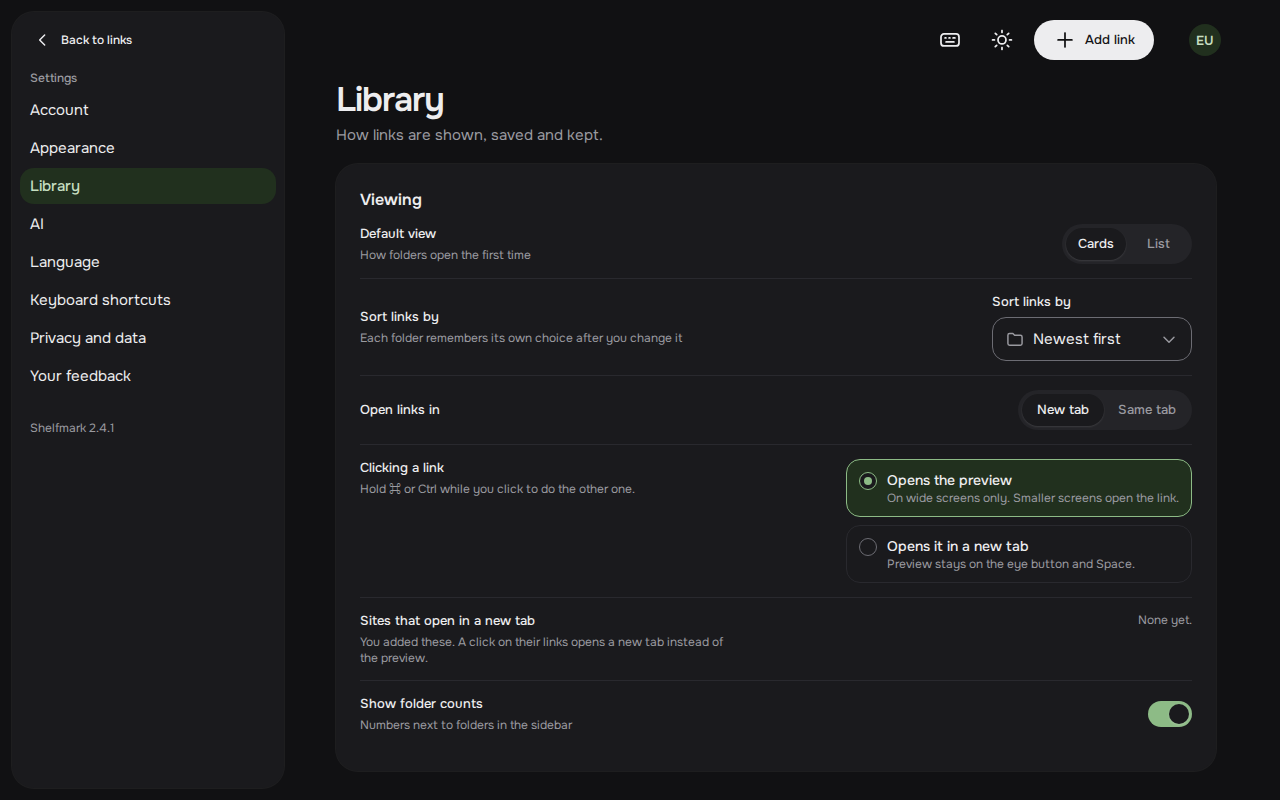 Back to links
Settings
Account
Appearance
Library
AI
Language
Keyboard shortcuts
Privacy and data
Your feedback
Shelfmark 2.4.1
Add link
EU
Library
How links are shown, saved and kept.
Viewing
Default view
How folders open the first time
Cards
List
Sort links by
Each folder remembers its own choice after you change it
Sort links by
Newest first
Open links in
New tab
Same tab
Clicking a link
Hold ⌘ or Ctrl while you click to do the other one.
Opens the preview
On wide screens only. Smaller screens open the link.
Opens it in a new tab
Preview stays on the eye button and Space.
Sites that open in a new tab
You added these. A click on their links opens a new tab instead of
the preview.
None yet.
Show folder counts
Numbers next to folders in the sidebar